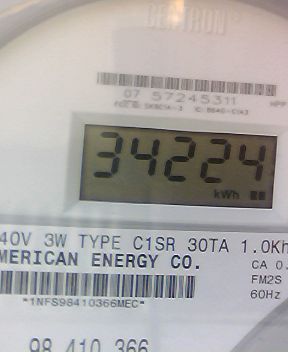 CENTRON®
07 57245311
34224
kWh
40V 3W TYPE C1SR 30TA 1.0Kh
MERICAN ENERGY CO.
CA 0.
FM2S
60Hz
*1NFS98410366MEC*
98 410 366